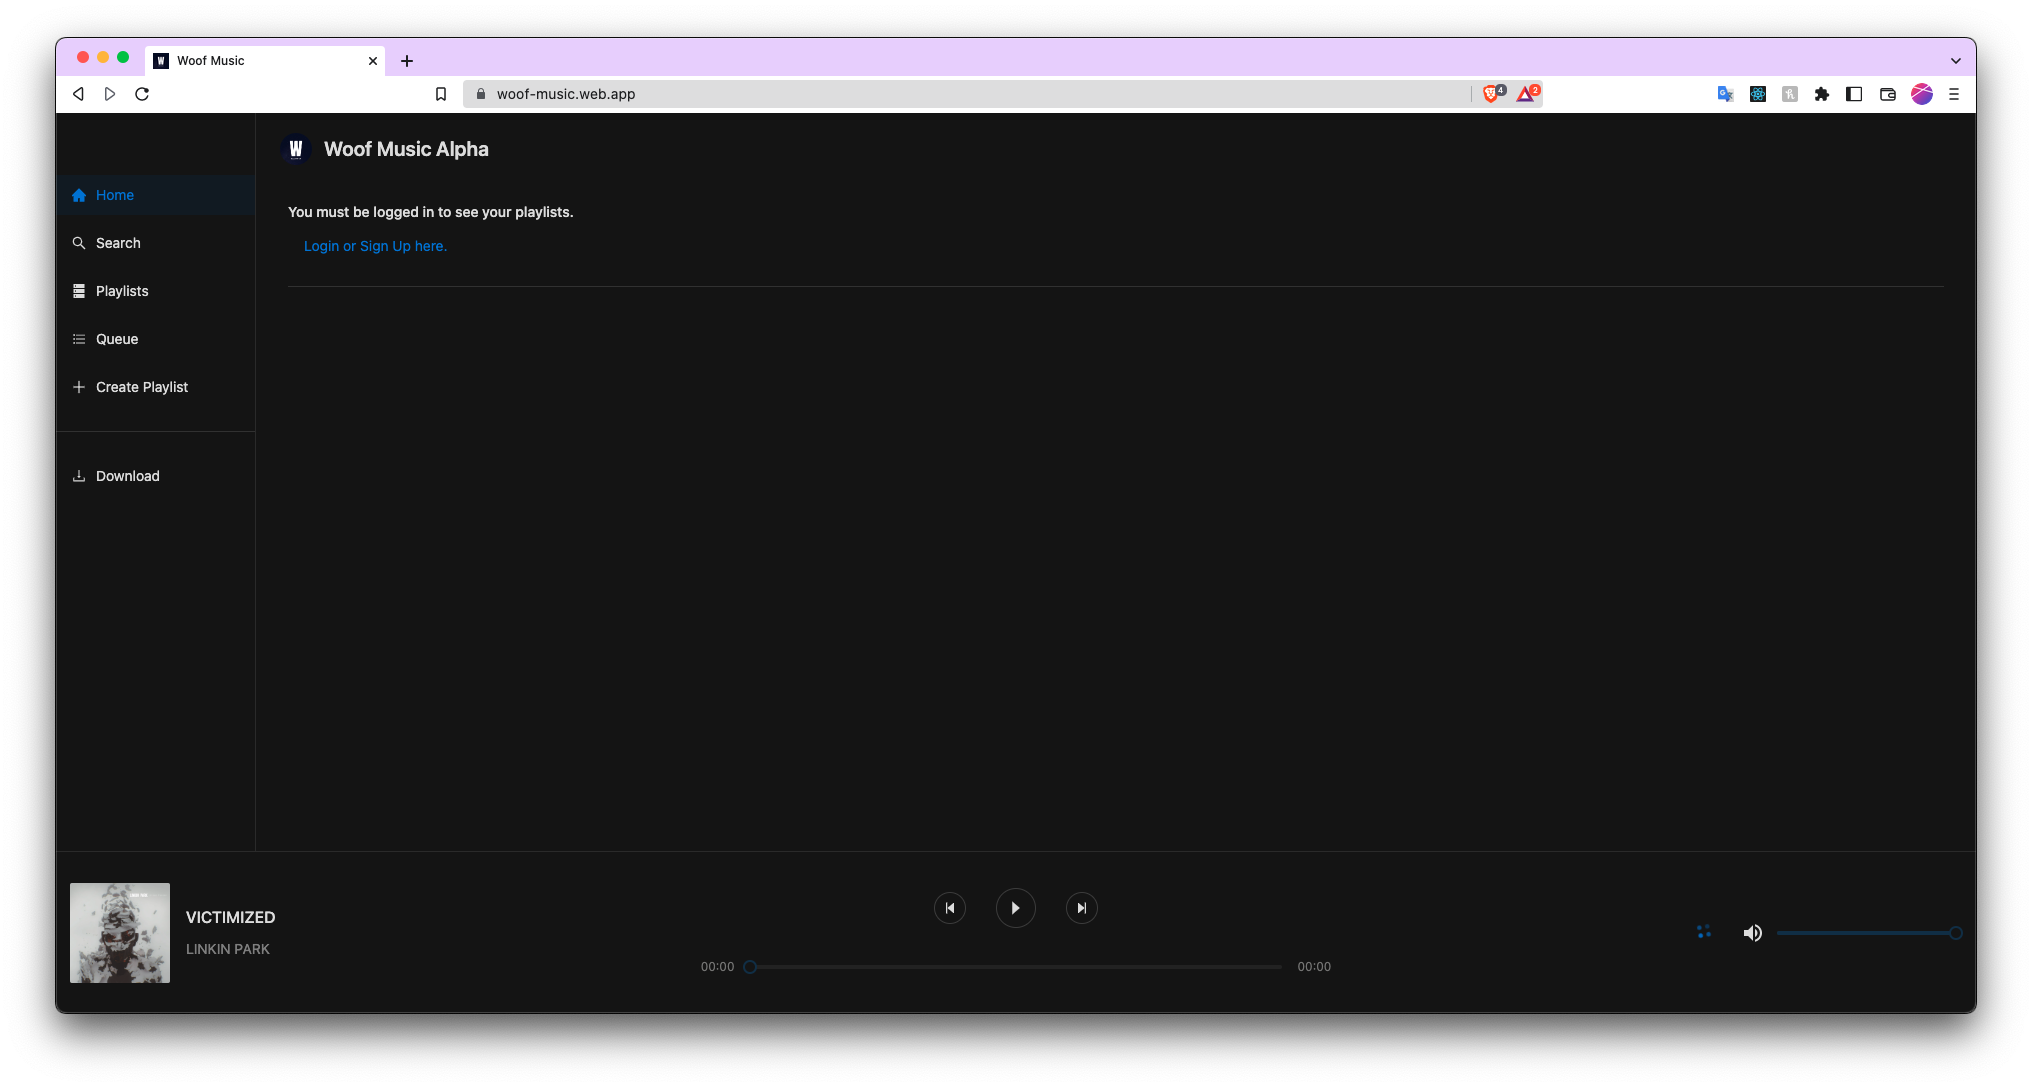 Woof Music
woof-music.web.app
4
2
W
Woof Music Alpha
Home
Search
Playlists
Queue
Create Playlist
Download
You must be logged in to see your playlists.
Login or Sign Up here.
VICTIMIZED
LINKIN PARK
00:00
00:00